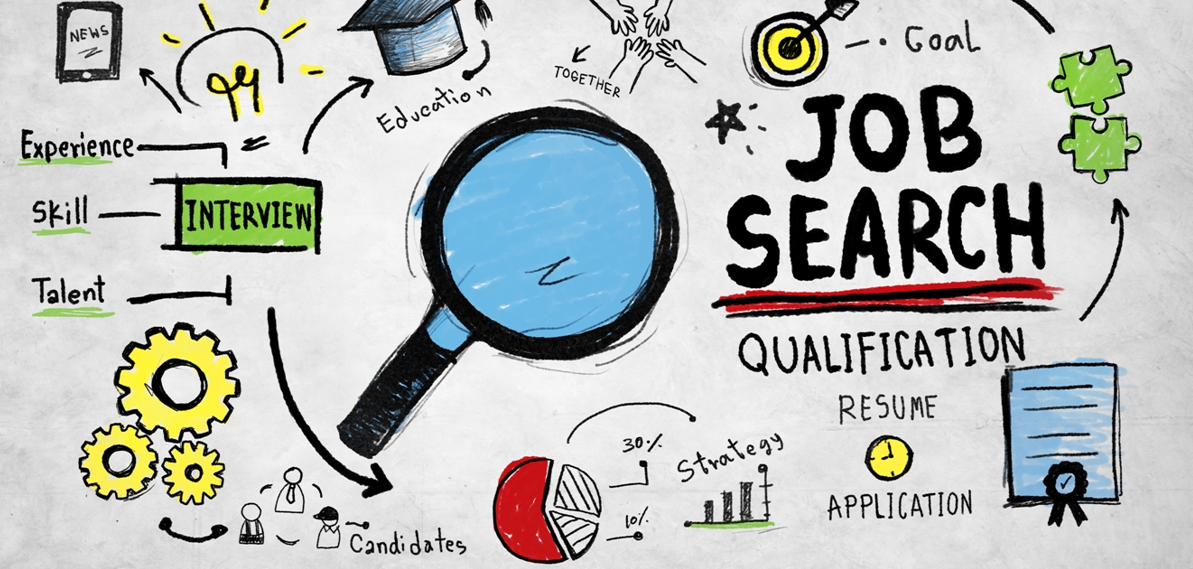 NEWS
Experience
Skill
Talent
INTERVIEW
Education
TOGETHER
Goal
JOB
SEARCH
QUALIFICATION
RESUME
APPLICATION
Candidates
30%
10%
Strategy